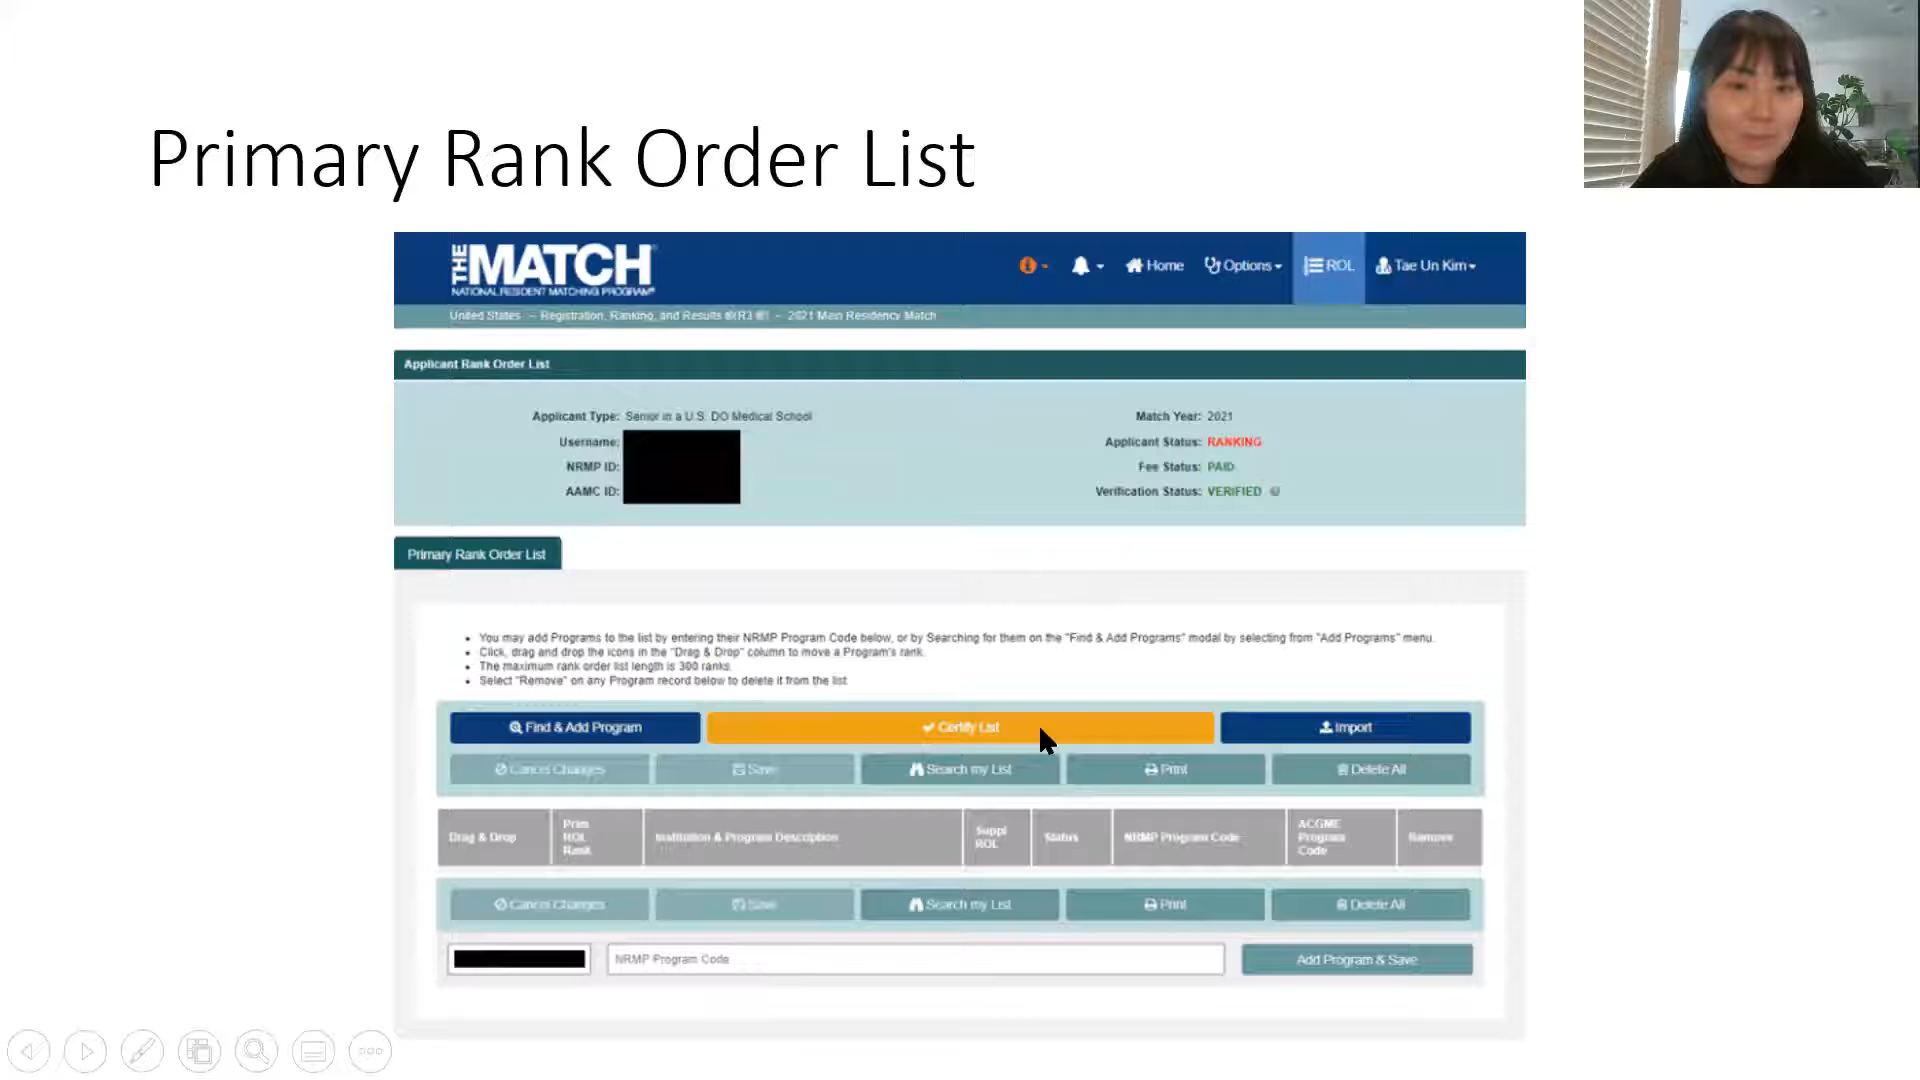 Primary Rank Order List
THE MATCH
NATIONAL RESIDENT MATCHING PROGRAM®
Home
Options
ROL
Tae Un Kim
United States - Registration, Ranking, and Results (R3) - 2021 Main Residency Match
Applicant Rank Order List
Applicant Type: Senior in a U.S. DO Medical School
Match Year: 2021
Username:
Applicant Status: RANKING
NRMP ID:
Fee Status: PAID
AAMC ID:
Verification Status: VERIFIED
Primary Rank Order List
You may add Programs to the list by entering their NRMP Program Code below, or by Searching for them on the "Find & Add Programs" modal by selecting from "Add Programs" menu.
Click, drag and drop the icons in the "Drag & Drop" column to move a Program's rank.
The maximum rank order list length is 300 ranks.
Select "Remove" on any Program record below to delete it from the list
Find & Add Program
Certify List
Import
Cancel Changes
Save
Search my List
Print
Delete All
Drag & Drop
Prim
ROL
Rank
Institution & Program Description
Suppl
ROL
Status
NRMP Program Code
ACGME
Program
Code
Remove
Cancel Changes
Save
Search my List
Print
Delete All
NRMP Program Code
Add Program & Save